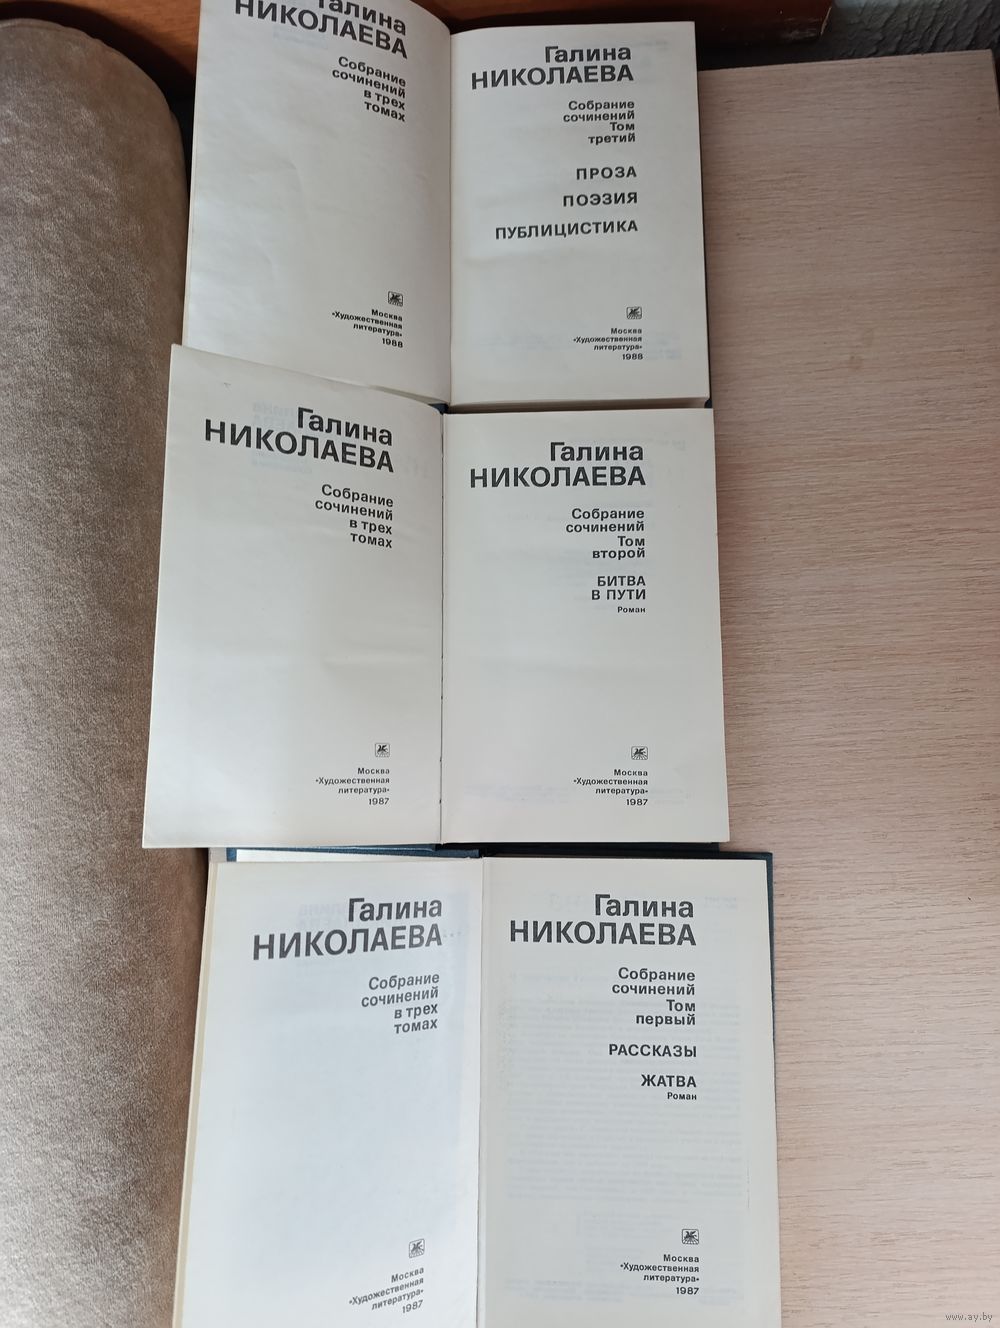 Галина
НИКОЛАЕВА
Собрание
сочинений
в трех
томах
Москва
«Художественная
литература»
1988
Галина
НИКОЛАЕВА
Собрание
сочинений
Том
третий
ПРОЗА
ПОЭЗИЯ
ПУБЛИЦИСТИКА
Москва
«Художественная
литература»
1988
Галина
НИКОЛАЕВА
Собрание
сочинений
в трех
томах
Москва
«Художественная
литература»
1987
Галина
НИКОЛАЕВА
Собрание
сочинений
Том
второй
БИТВА
В ПУТИ
Роман
Москва
«Художественная
литература»
1987
Галина
НИКОЛАЕВА
Собрание
сочинений
в трех
томах
Москва
«Художественная
литература»
1987
Галина
НИКОЛАЕВА
Собрание
сочинений
Том
первый
РАССКАЗЫ
ЖАТВА
Роман
Москва
«Художественная
литература»
1987
www.ay.by